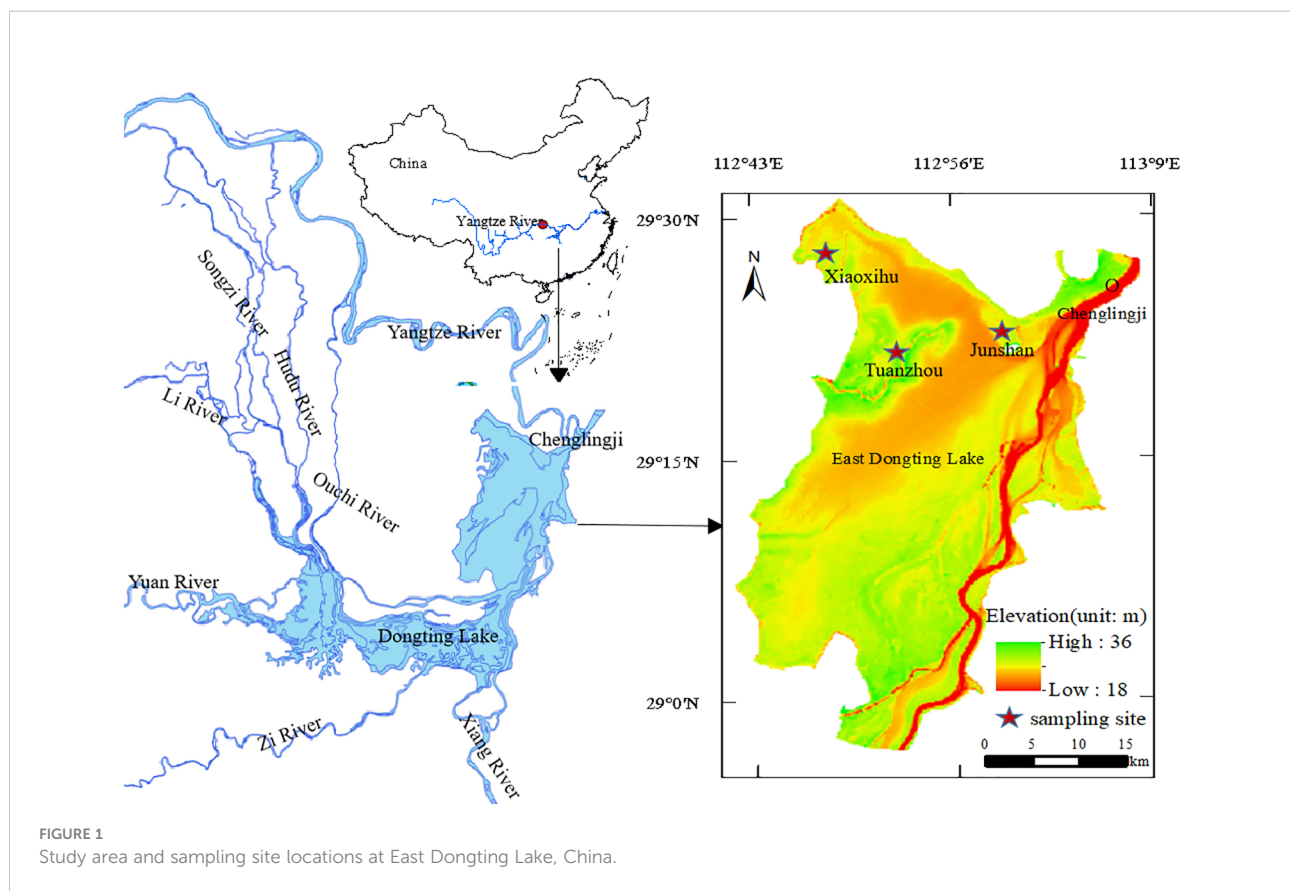 China
Yangtze River
Songzi River
Hudu River
Li River
Yangtze River
Ouchi River
Chenglingji
Yuan River
Dongting Lake
Zi River
Xiang River
112°43'E 112°56'E 113°9'E
29°30'N
29°15'N
29°0'N
N
Xiaoxihu
Chenglingji
Junshan
Tuanzhou
East Dongting Lake
Elevation(unit: m)
High : 36
Low : 18
sampling site
0 5 10 15
km
FIGURE 1
Study area and sampling site locations at East Dongting Lake, China.